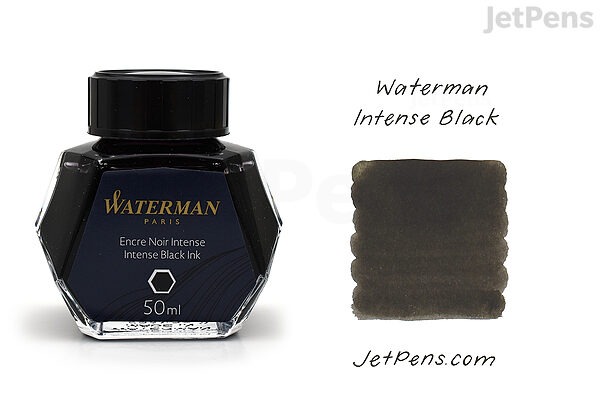 JetPens
Waterman
Intense Black
WATERMAN
PARIS
Encre Noir Intense
Intense Black Ink
50ml
JetPens.com